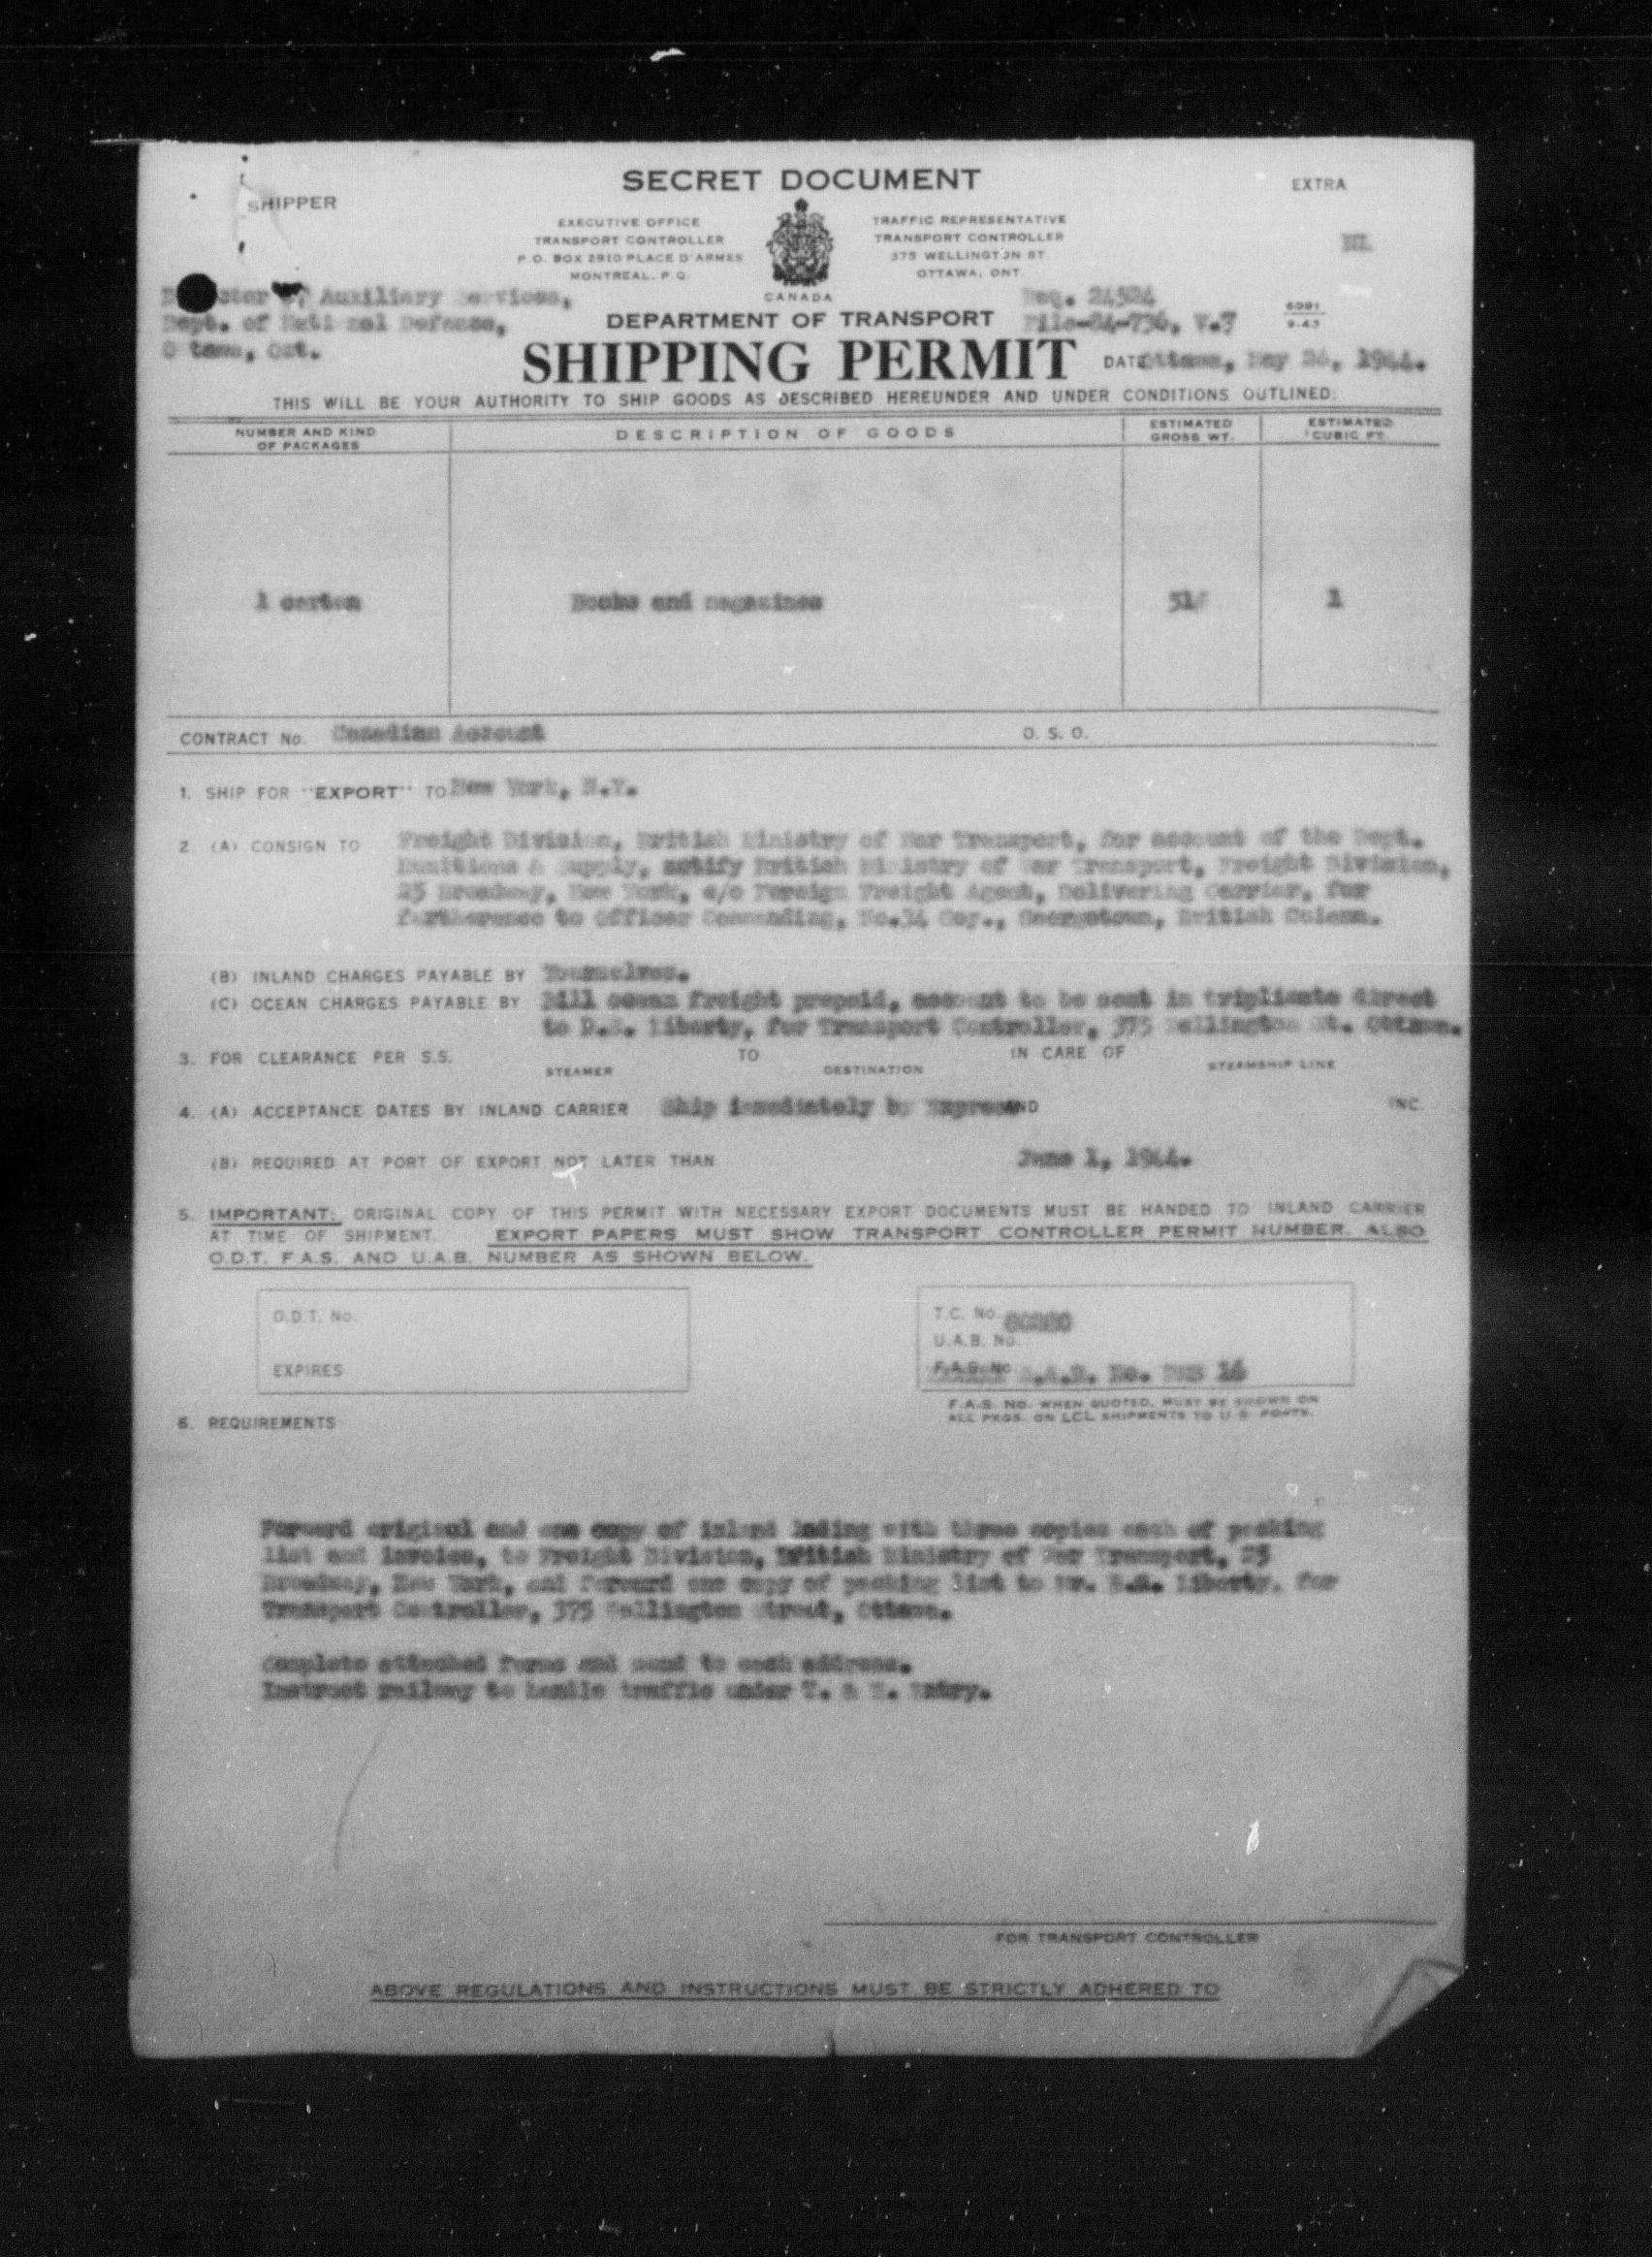 SECRET DOCUMENT
EXTRA
SHIPPER
EXECUTIVE OFFICE
TRANSPORT CONTROLLER
P.O. BOX 2910 PLACE D'ARMES
MONTREAL, P.Q.
CANADA
TRAFFIC REPRESENTATIVE
TRANSPORT CONTROLLER
375 WELLINGTON ST
OTTAWA, ONT.
Auxiliary Services,
Dept. of National Defense,
Ottawa, Ont.
Req. 24524
File-84-736, V.7
6091
9-43
DEPARTMENT OF TRANSPORT
SHIPPING PERMIT
DATE Ottawa, May 26, 1944.
THIS WILL BE YOUR AUTHORITY TO SHIP GOODS AS DESCRIBED HEREUNDER AND UNDER CONDITIONS OUTLINED:
NUMBER AND KIND OF PACKAGES
DESCRIPTION OF GOODS
ESTIMATED GROSS WT.
ESTIMATED CUBIC FT.
1 carton Books and magazines 51# 1
CONTRACT No. Canadian Account O. S. O.
1. SHIP FOR "EXPORT" TO New York, N.Y.
2. (A) CONSIGN TO Freight Division, British Ministry of War Transport, for account of the Dept.
Munitions & Supply, notify British Ministry of War Transport, Freight Division,
25 Broadway, New York, c/o Foreign Freight Agent, Delivering Carrier, for
furtherance to Officer Commanding, No.34 Coy., Georgetown, British Guiana.
(B) INLAND CHARGES PAYABLE BY Yourselves.
(C) OCEAN CHARGES PAYABLE BY Bill ocean freight prepaid, account to be sent in triplicate direct
to Liberty, for Transport Controller, 375 Wellington St. Ottawa.
3. FOR CLEARANCE PER S.S. TO IN CARE OF
STEAMER DESTINATION STEAMSHIP LINE
4. (A) ACCEPTANCE DATES BY INLAND CARRIER Ship immediately by Express AND INC.
(B) REQUIRED AT PORT OF EXPORT NOT LATER THAN June 1, 1944.
5. IMPORTANT: ORIGINAL COPY OF THIS PERMIT WITH NECESSARY EXPORT DOCUMENTS MUST BE HANDED TO INLAND CARRIER
AT TIME OF SHIPMENT. EXPORT PAPERS MUST SHOW TRANSPORT CONTROLLER PERMIT NUMBER. ALSO
O.D.T. F.A.S. AND U.A.B. NUMBER AS SHOWN BELOW.
O.D.T. No.
EXPIRES
T.C. No.
U.A.B. No.
F.A.S. No. No. 16
F.A.S. NO. WHEN QUOTED, MUST BE SHOWN ON
ALL PKGS. ON LCL SHIPMENTS TO U.S. PORTS.
6. REQUIREMENTS
Forward original and one copy of inland lading with three copies each of packing
list and invoice, to Freight Division, British Ministry of War Transport, 25
Broadway, New York, and forward one copy of packing list to Mr. Liberty, for
Transport Controller, 375 Wellington Street, Ottawa.
Complete attached forms and send to each address.
Instruct railway to handle traffic under T. & E. Entry.
FOR TRANSPORT CONTROLLER
ABOVE REGULATIONS AND INSTRUCTIONS MUST BE STRICTLY ADHERED TO